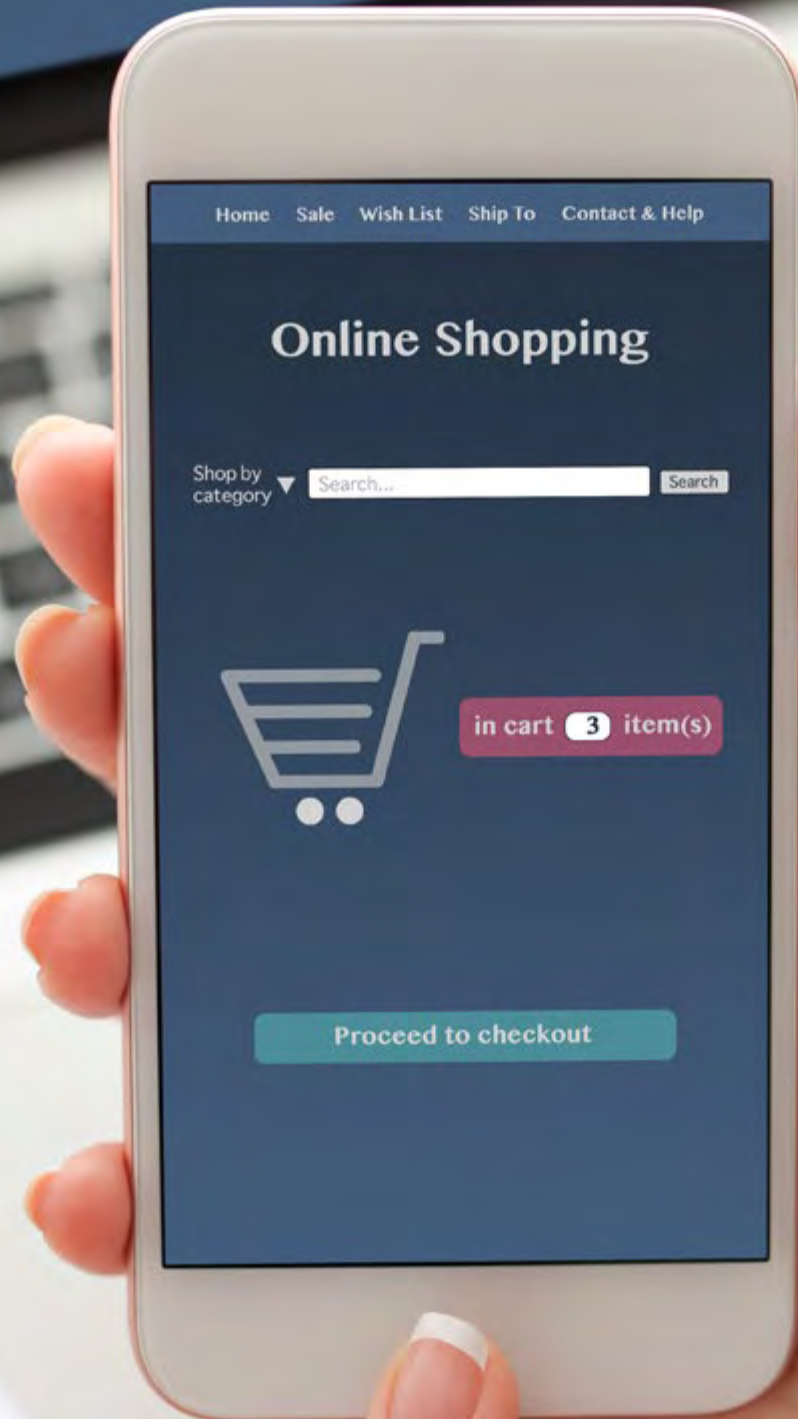 Home Sale Wish List Ship To Contact & Help
Online Shopping
Shop by
category ▼ Search... Search
in cart 3 item(s)
Proceed to checkout